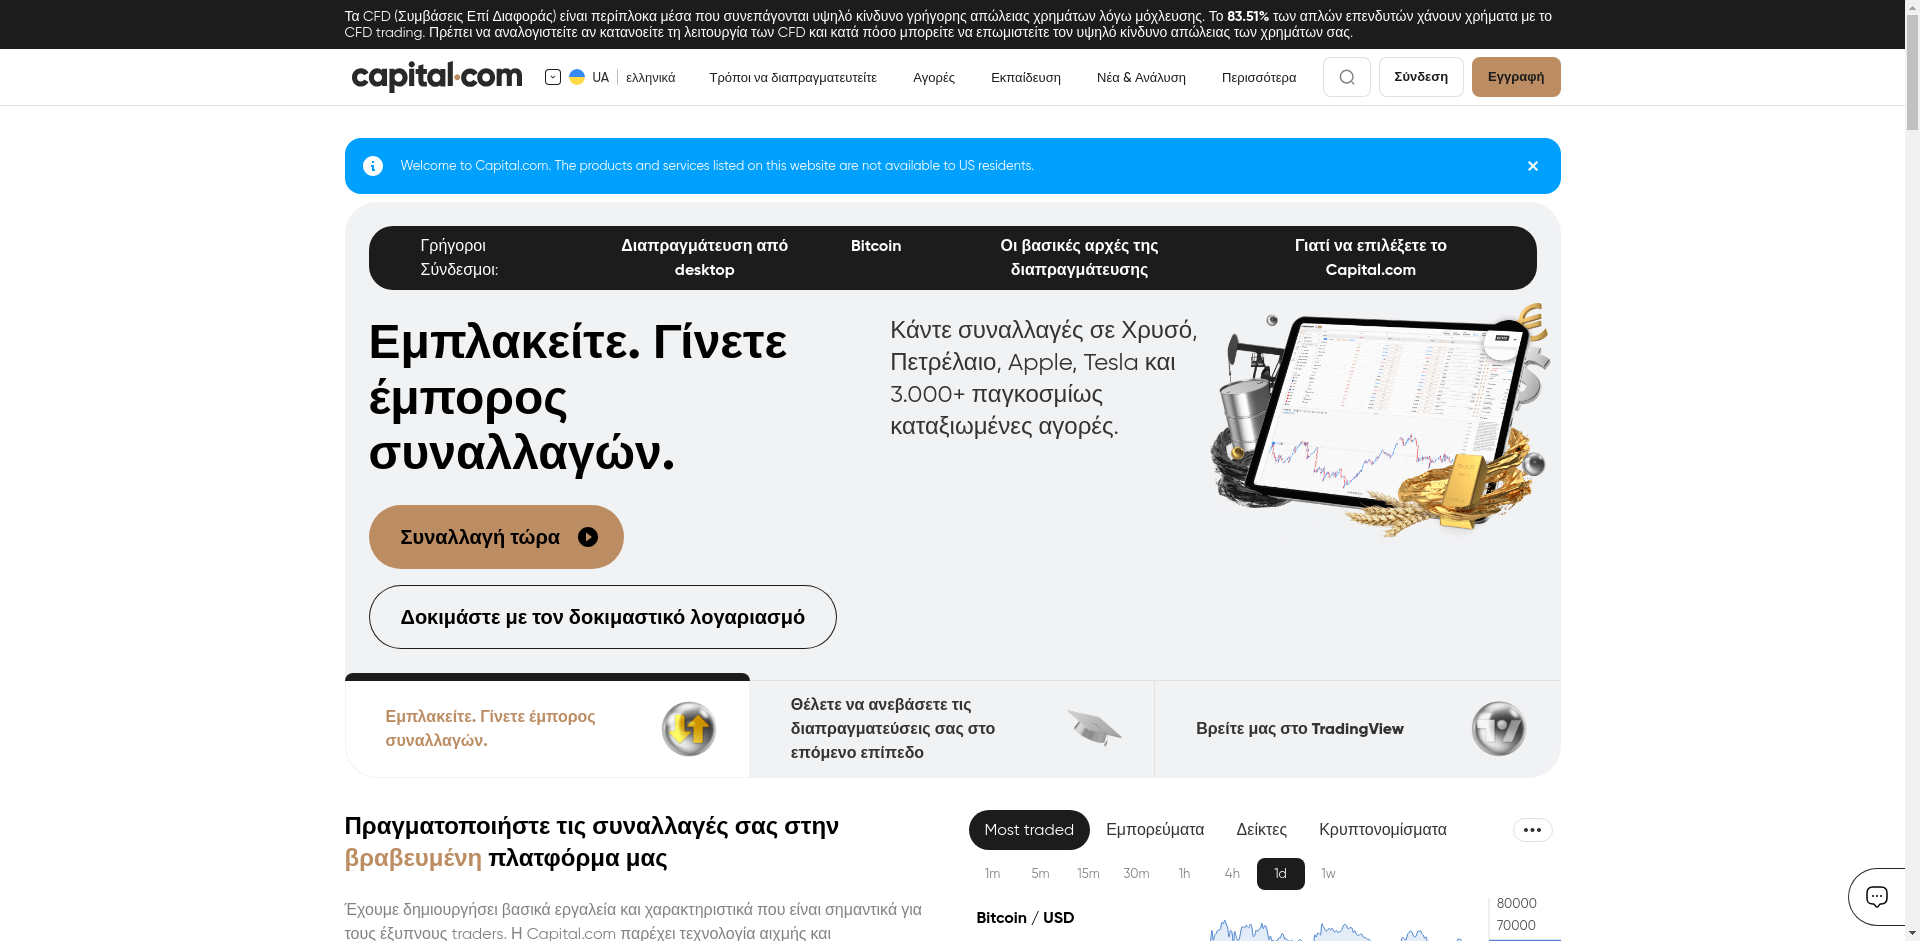 Τα CFD (Συμβάσεις Επί Διαφοράς) είναι περίπλοκα μέσα που συνεπάγονται υψηλό κίνδυνο γρήγορης απώλειας χρημάτων λόγω μόχλευσης. Το 83.51% των απλών επενδυτών χάνουν χρήματα με το
CFD trading. Πρέπει να αναλογιστείτε αν κατανοείτε τη λειτουργία των CFD και κατά πόσο μπορείτε να επωμιστείτε τον υψηλό κίνδυνο απώλειας των χρημάτων σας.
capital.com
UA | ελληνικά
Τρόποι να διαπραγματευτείτε
Αγορές
Εκπαίδευση
Νέα & Ανάλυση
Περισσότερα
Σύνδεση
Εγγραφή
Welcome to Capital.com. The products and services listed on this website are not available to US residents.
Γρήγοροι
Σύνδεσμοι:
Διαπραγμάτευση από
desktop
Bitcoin
Οι βασικές αρχές της
διαπραγμάτευσης
Γιατί να επιλέξετε το
Capital.com
Εμπλακείτε. Γίνετε
έμπορος
συναλλαγών.
Κάντε συναλλαγές σε Χρυσό,
Πετρέλαιο, Apple, Tesla και
3.000+ παγκοσμίως
καταξιωμένες αγορές.
Συναλλαγή τώρα
Δοκιμάστε με τον δοκιμαστικό λογαριασμό
Εμπλακείτε. Γίνετε έμπορος
συναλλαγών.
Θέλετε να ανεβάσετε τις
διαπραγματεύσεις σας στο
επόμενο επίπεδο
Βρείτε μας στο TradingView
Πραγματοποιήστε τις συναλλαγές σας στην
βραβευμένη πλατφόρμα μας
Έχουμε δημιουργήσει βασικά εργαλεία και χαρακτηριστικά που είναι σημαντικά για
τους έξυπνους traders. Η Capital.com παρέχει τεχνολογία αιχμής και
Most traded
Εμπορεύματα
Δείκτες
Κρυπτονομίσματα
1m 5m 15m 30m 1h 4h 1d 1w
Bitcoin / USD
80000
70000